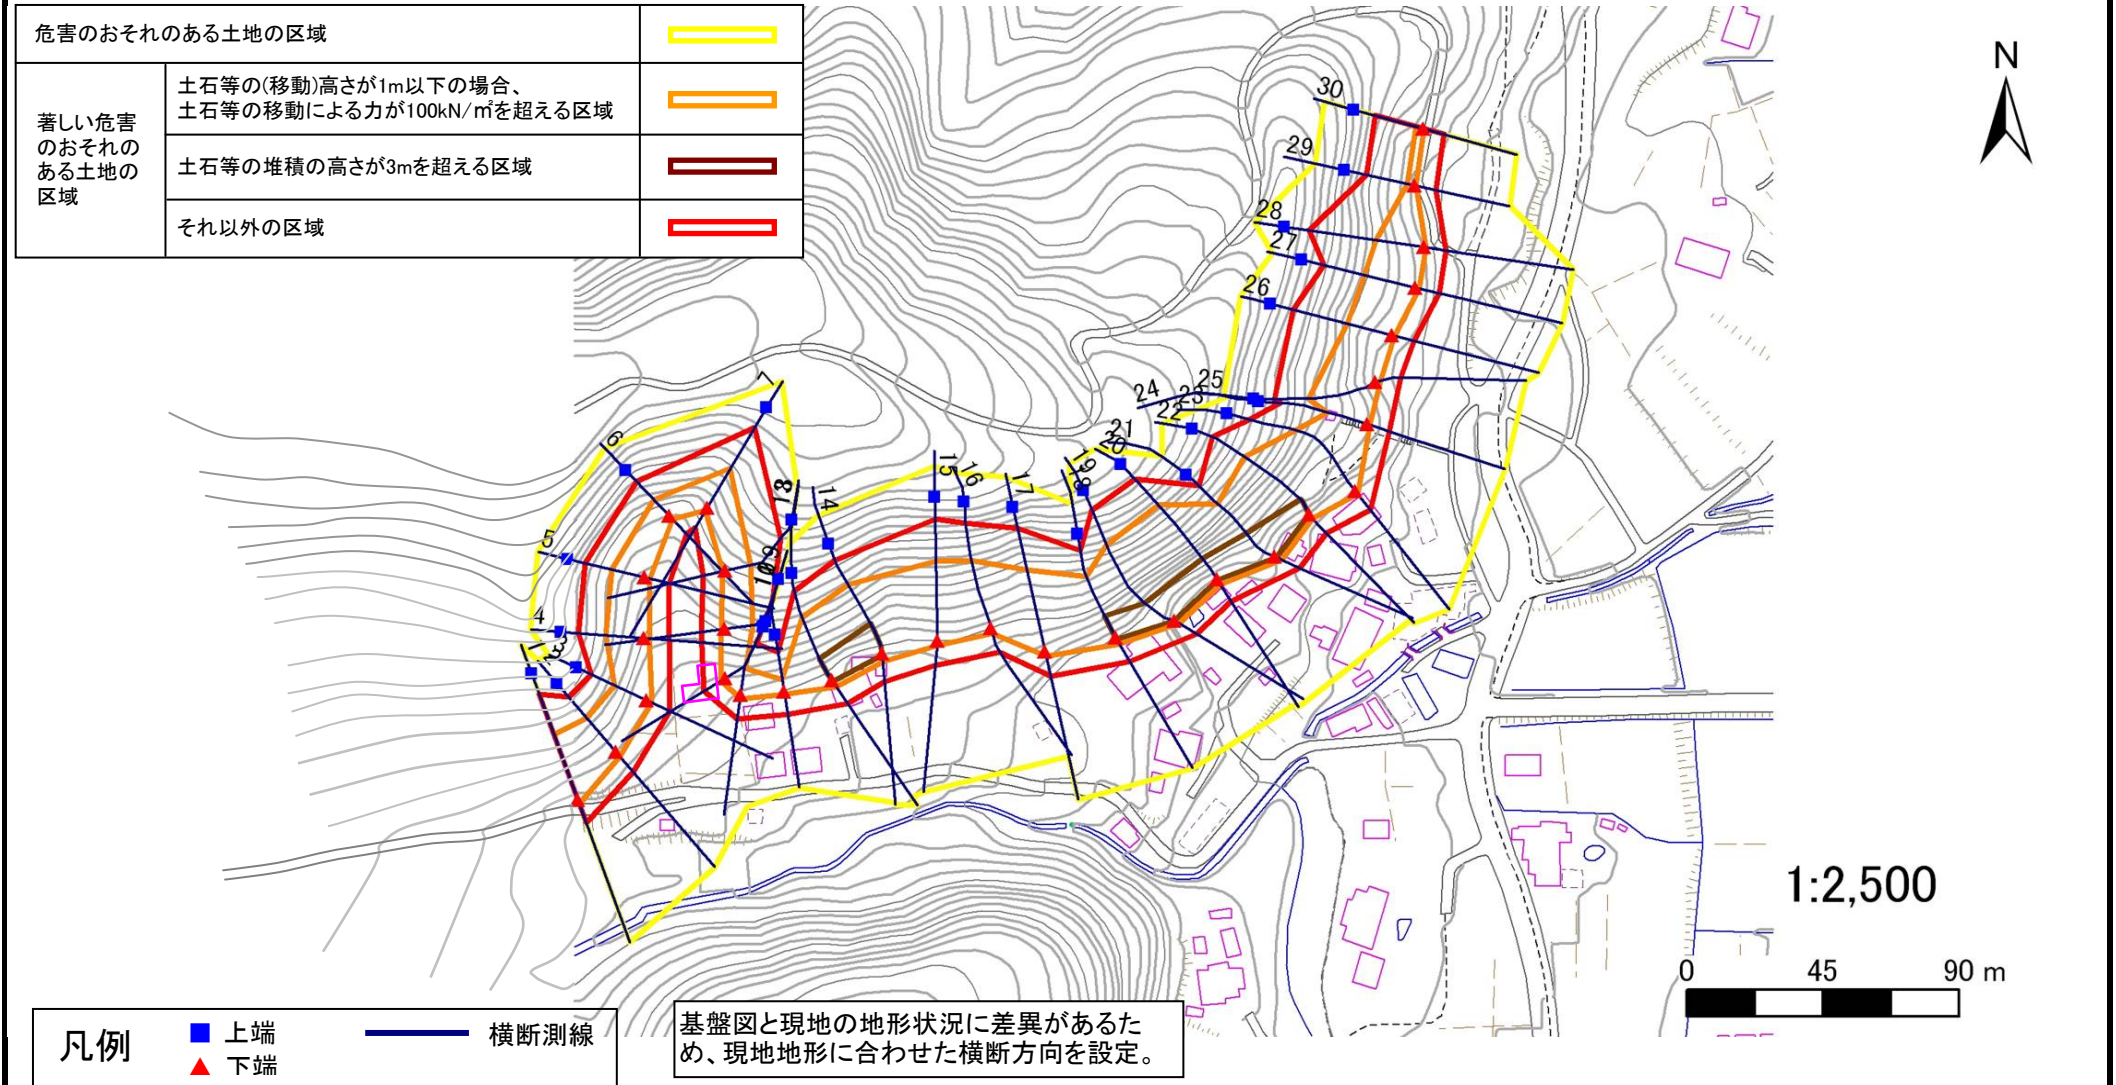 危害のおそれのある土地の区域
著しい危害
のおそれの
ある土地の
区域
土石等の(移動)高さが1m以下の場合、
土石等の移動による力が100kN/㎡を超える区域
土石等の堆積の高さが3mを超える区域
それ以外の区域
N
30
29
28
27
26
25
24
23
22
21
20
19
18
17
16
15
14
13
10
9
7
6
5
4
3
1:2,500
0 45 90 m
凡例
上端
下端
横断測線
基盤図と現地の地形状況に差異があるた
め、現地地形に合わせた横断方向を設定。